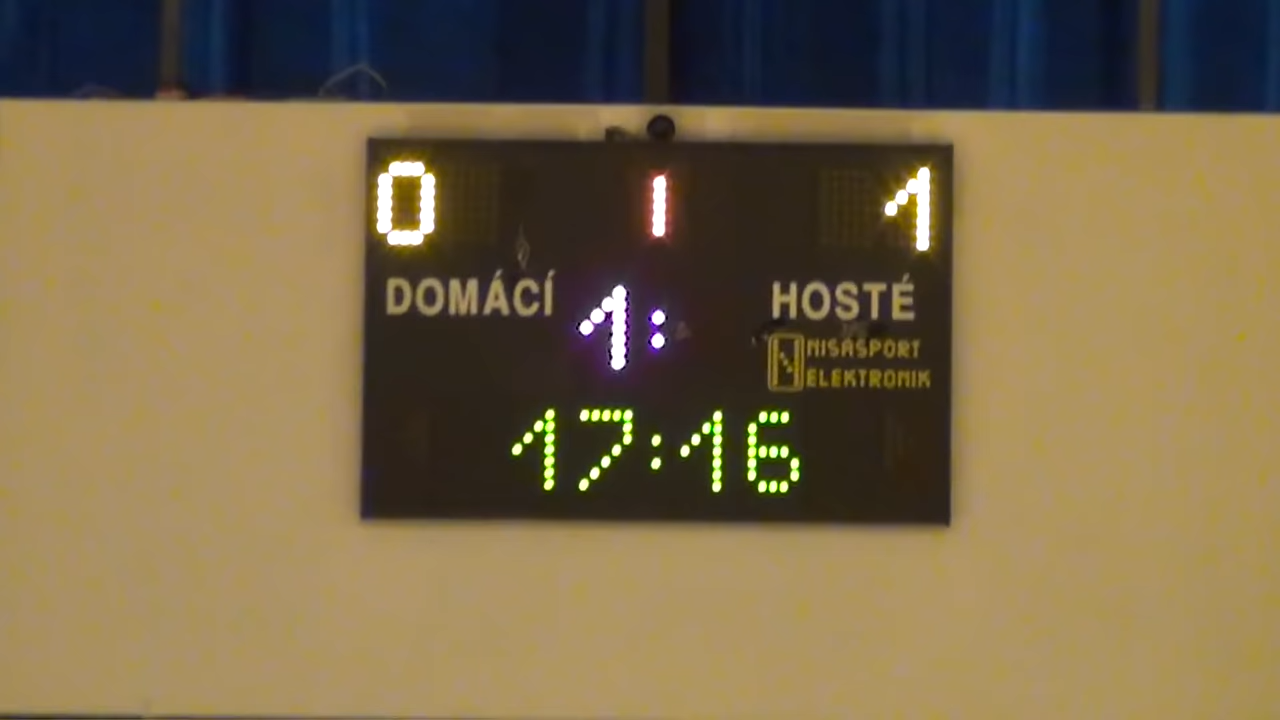 0 1 1
DOMÁCÍ 1: HOSTÉ
NISASPORT
ELEKTRONIK
17:16